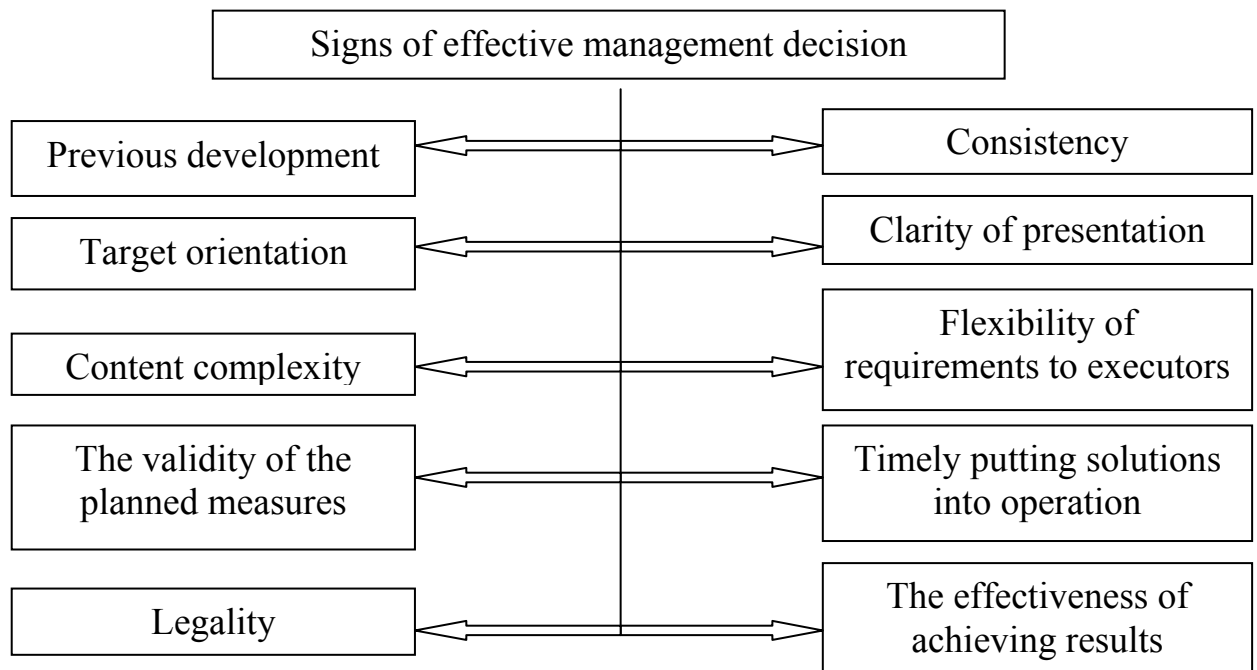 Signs of effective management decision
Previous development
Consistency
Target orientation
Clarity of presentation
Content complexity
Flexibility of
requirements to executors
The validity of the
planned measures
Timely putting solutions
into operation
Legality
The effectiveness of
achieving results